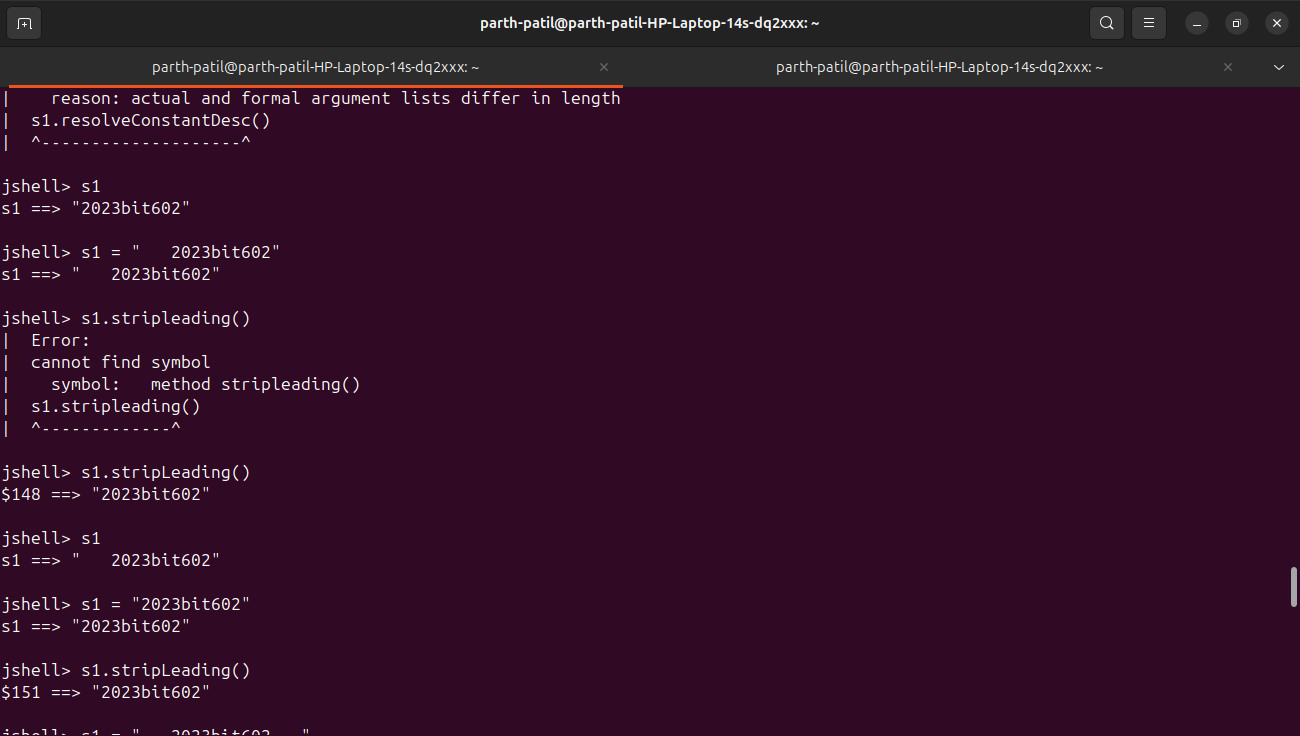 parth-patil@parth-patil-HP-Laptop-14s-dq2xxx: ~
parth-patil@parth-patil-HP-Laptop-14s-dq2xxx: ~ parth-patil@parth-patil-HP-Laptop-14s-dq2xxx: ~
|    reason: actual and formal argument lists differ in length
|  s1.resolveConstantDesc()
|  ^--------------------^
jshell> s1
s1 ==> "2023bit602"
jshell> s1 = "   2023bit602"
s1 ==> "   2023bit602"
jshell> s1.stripleading()
|  Error:
|  cannot find symbol
|    symbol:   method stripleading()
|  s1.stripleading()
|  ^-------------^
jshell> s1.stripLeading()
$148 ==> "2023bit602"
jshell> s1
s1 ==> "   2023bit602"
jshell> s1 = "2023bit602"
s1 ==> "2023bit602"
jshell> s1.stripLeading()
$151 ==> "2023bit602"
jshell> s1 = "   2023bit602   "